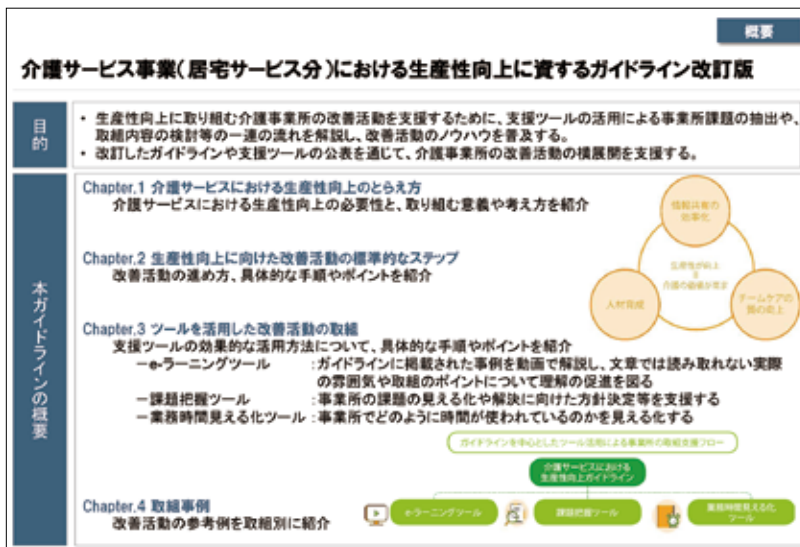 概要
介護サービス事業(居宅サービス分)における生産性向上に資するガイドライン改訂版
目的
・ 生産性向上に取り組む介護事業所の改善活動を支援するために、支援ツールの活用による事業所課題の抽出や、
取組内容の検討等の一連の流れを解説し、改善活動のノウハウを普及する。
・ 改訂したガイドラインや支援ツールの公表を通じて、介護事業所の改善活動の横展開を支援する。
本ガイドラインの概要
Chapter.1 介護サービスにおける生産性向上のとらえ方
介護サービスにおける生産性向上の必要性と、取り組む意義や考え方を紹介
Chapter.2 生産性向上に向けた改善活動の標準的なステップ
改善活動の進め方、具体的な手順やポイントを紹介
情報共有の
効率化
生産性が向上
=
介護の価値が高まる
人材育成
チームケアの
質の向上
Chapter.3 ツールを活用した改善活動の取組
支援ツールの効果的な活用方法について、具体的な手順やポイントを紹介
−e-ラーニングツール :ガイドラインに掲載された事例を動画で解説し、文章では読み取れない実際
の雰囲気や取組のポイントについて理解の促進を図る
−課題把握ツール :事業所の課題の見える化や解決に向けた方針決定等を支援する
−業務時間見える化ツール :事業所でどのように時間が使われているのかを見える化する
ガイドラインを中心としたツール活用による事業所の取組支援フロー
介護サービスにおける
生産性向上ガイドライン
Chapter.4 取組事例
改善活動の参考例を取組別に紹介
e-ラーニングツール
課題把握ツール
業務時間見える化
ツール